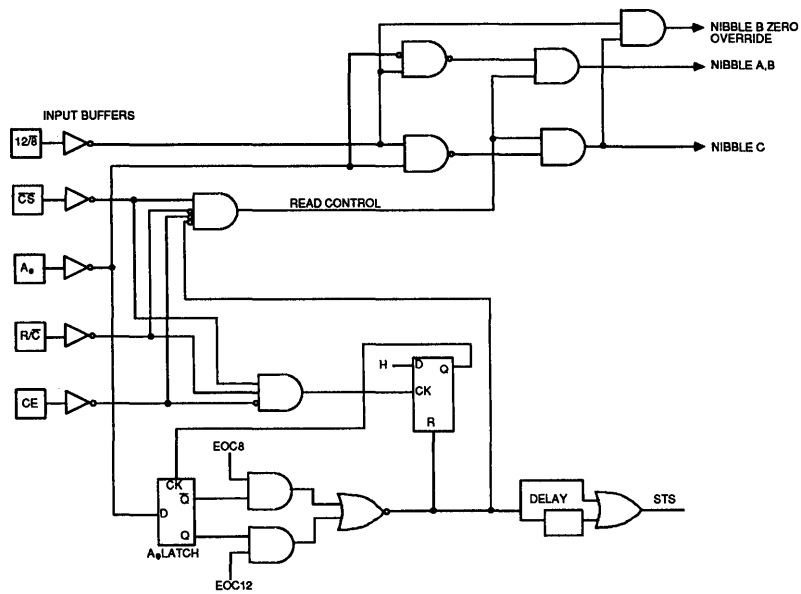 NIBBLE B ZERO
OVERRIDE
NIBBLE A,B
INPUT BUFFERS
12/8̅
NIBBLE C
C̅S̅
READ CONTROL
A₀
R/C̅
H
D
Q
CK
CE
R
EOC8
CK
Q̅
DELAY
STS
D
Q
A₀LATCH
EOC12